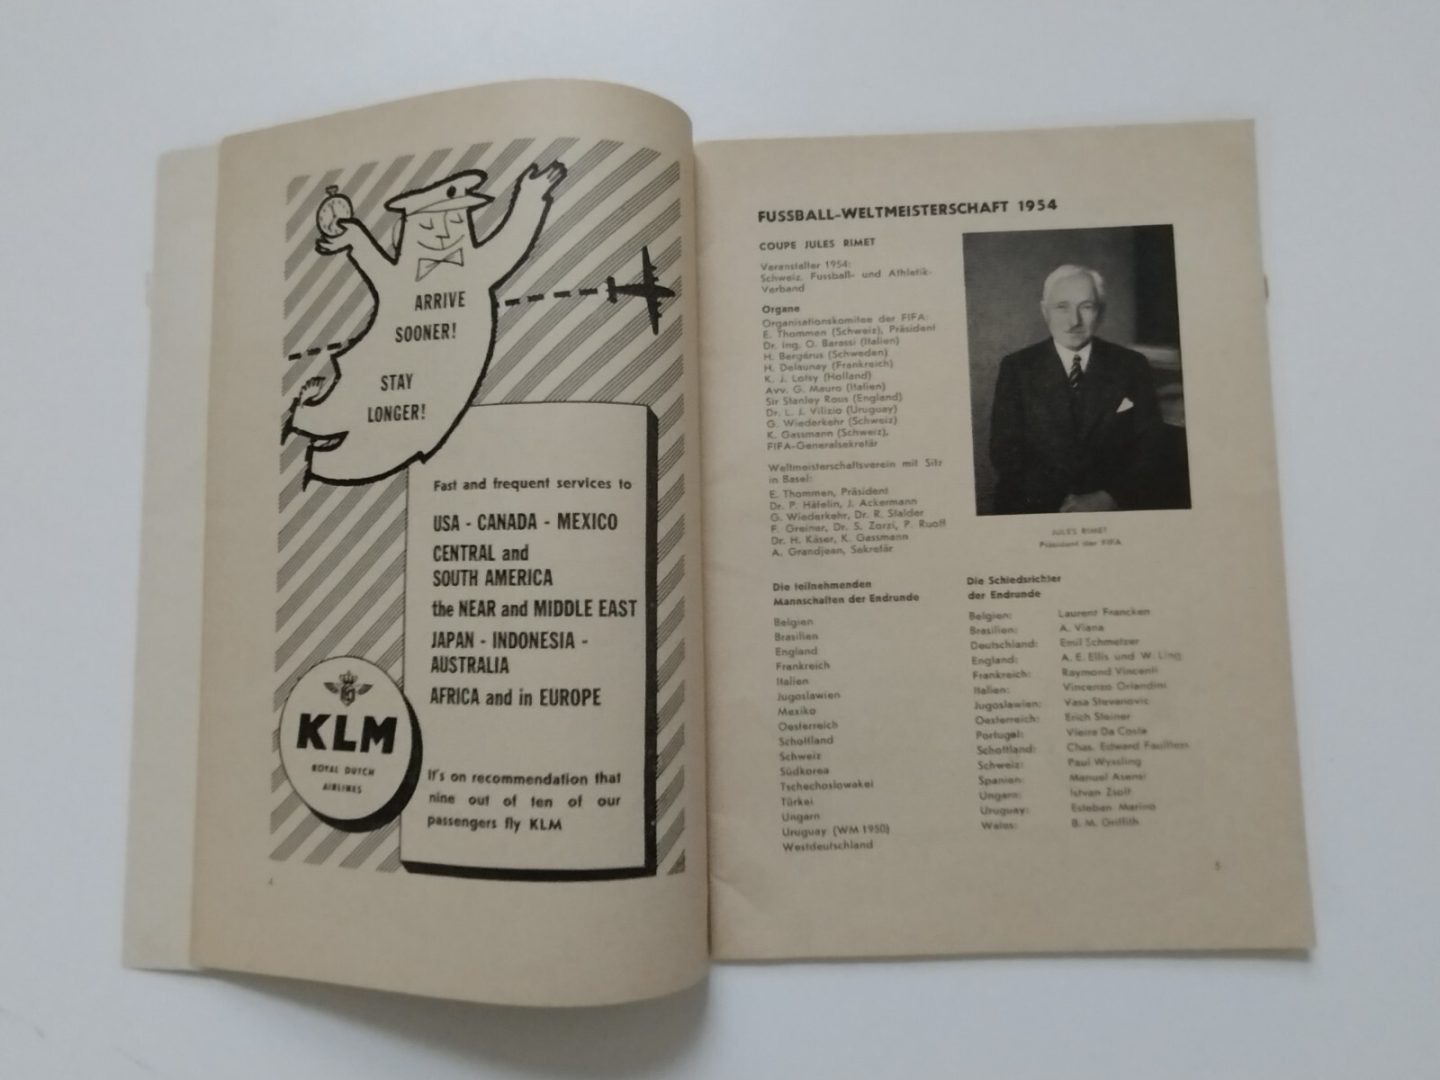 ARRIVE
SOONER!
STAY
LONGER!
Fast and frequent services to
USA - CANADA - MEXICO
CENTRAL and
SOUTH AMERICA
the NEAR and MIDDLE EAST
JAPAN - INDONESIA -
AUSTRALIA
AFRICA and in EUROPE
KLM
ROYAL DUTCH
AIRLINES
It's on recommendation that
nine out of ten of our
passengers fly KLM
4
FUSSBALL-WELTMEISTERSCHAFT 1954
COUPE JULES RIMET
Veranstalter 1954:
Schweiz. Fussball- und Athletik-
Verband
Organe
Organisationskomitee der FIFA:
E. Thommen (Schweiz), Präsident
Dr. Ing. O. Barassi (Italien)
H. Bergérus (Schweden)
H. Delaunay (Frankreich)
K. J. Lotsy (Holland)
Avv. G. Mauro (Italien)
Sir Stanley Rous (England)
Dr. L. J. Vilizio (Uruguay)
G. Wiederkehr (Schweiz)
K. Gassmann (Schweiz),
FIFA-Generalsekretär
Weltmeisterschaftsverein mit Sitz
in Basel:
E. Thommen, Präsident
Dr. P. Häfelin, J. Ackermann
G. Wiederkehr, Dr. R. Stalder
F. Greiner, Dr. S. Zorzi, P. Ruoff
Dr. H. Käser, K. Gassmann
A. Grandjean, Sekretär
JULES RIMET
Präsident der FIFA
Die teilnehmenden
Mannschaften der Endrunde
Belgien
Brasilien
England
Frankreich
Italien
Jugoslawien
Mexiko
Oesterreich
Schottland
Schweiz
Südkorea
Tschechoslowakei
Türkei
Ungarn
Uruguay (WM 1950)
Westdeutschland
Die Schiedsrichter
der Endrunde
Belgien: Laurent Francken
Brasilien: A. Viana
Deutschland: Emil Schmetzer
England: A. E. Ellis und W. Ling
Frankreich: Raymond Vincenti
Italien: Vincenzo Orlandini
Jugoslawien: Vasa Stevanovic
Oesterreich: Erich Steiner
Portugal: Vieira Da Costa
Schottland: Chas. Edward Faultless
Schweiz: Paul Wyssling
Spanien: Manuel Asensi
Ungarn: Istvan Zsolt
Uruguay: Esteban Marino
Wales: B. M. Griffith
5